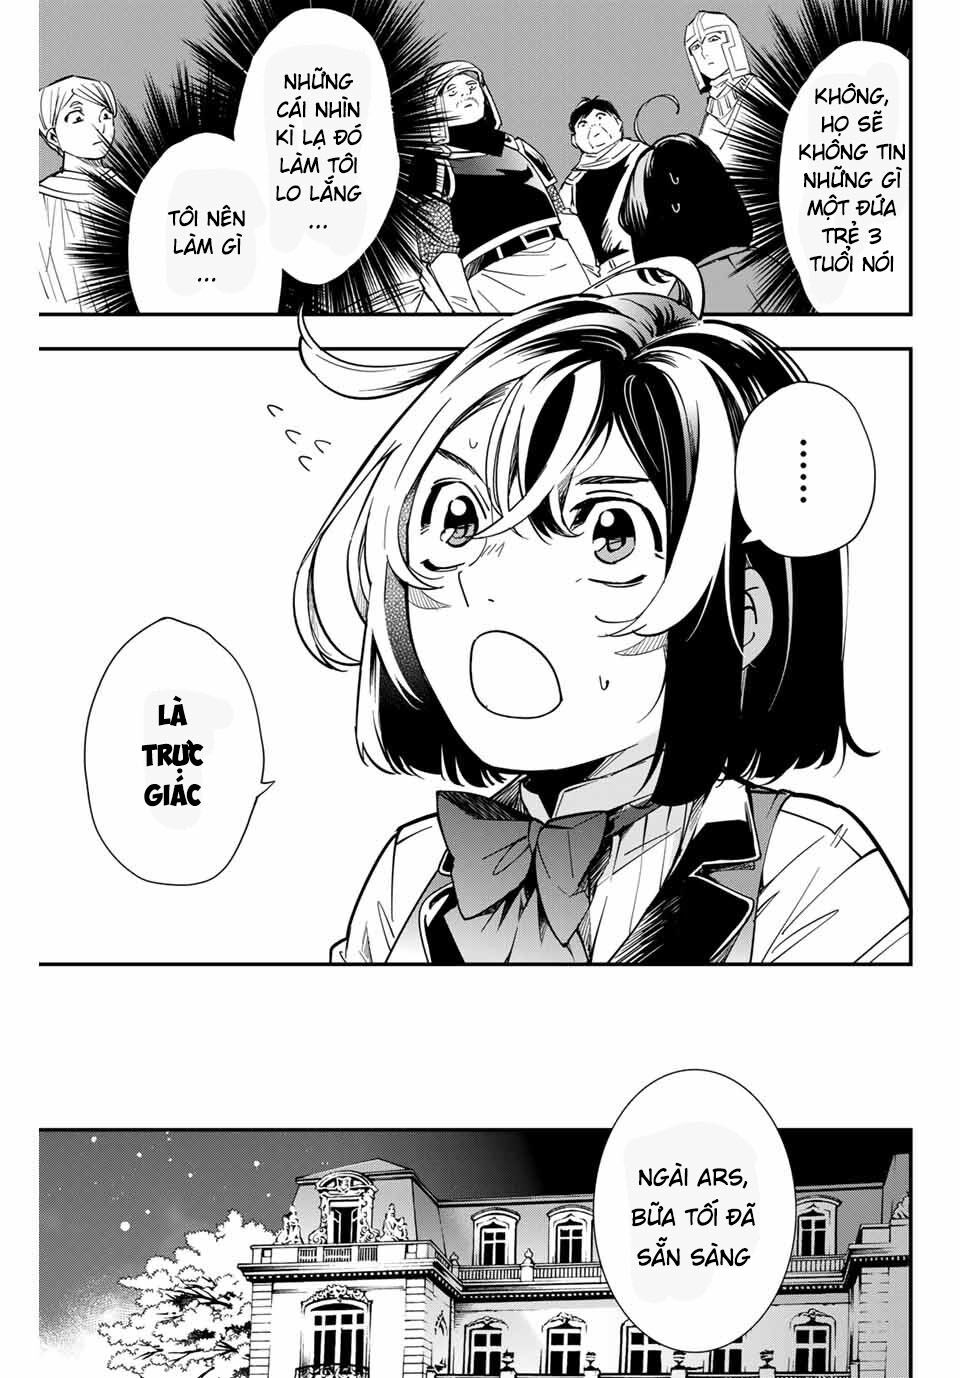 KHÔNG,
HỌ SẼ
KHÔNG TIN
NHỮNG GÌ
MỘT ĐỨA
TRẺ 3
TUỔI NÓI
NHỮNG
CÁI NHÌN
KÌ LẠ ĐÓ
LÀM TÔI
LO LẮNG
...
TÔI NÊN
LÀM GÌ
...
.......
LÀ
TRỰC
GIÁC
NGÀI ARS,
BỮA TỐI ĐÃ
SẴN SÀNG